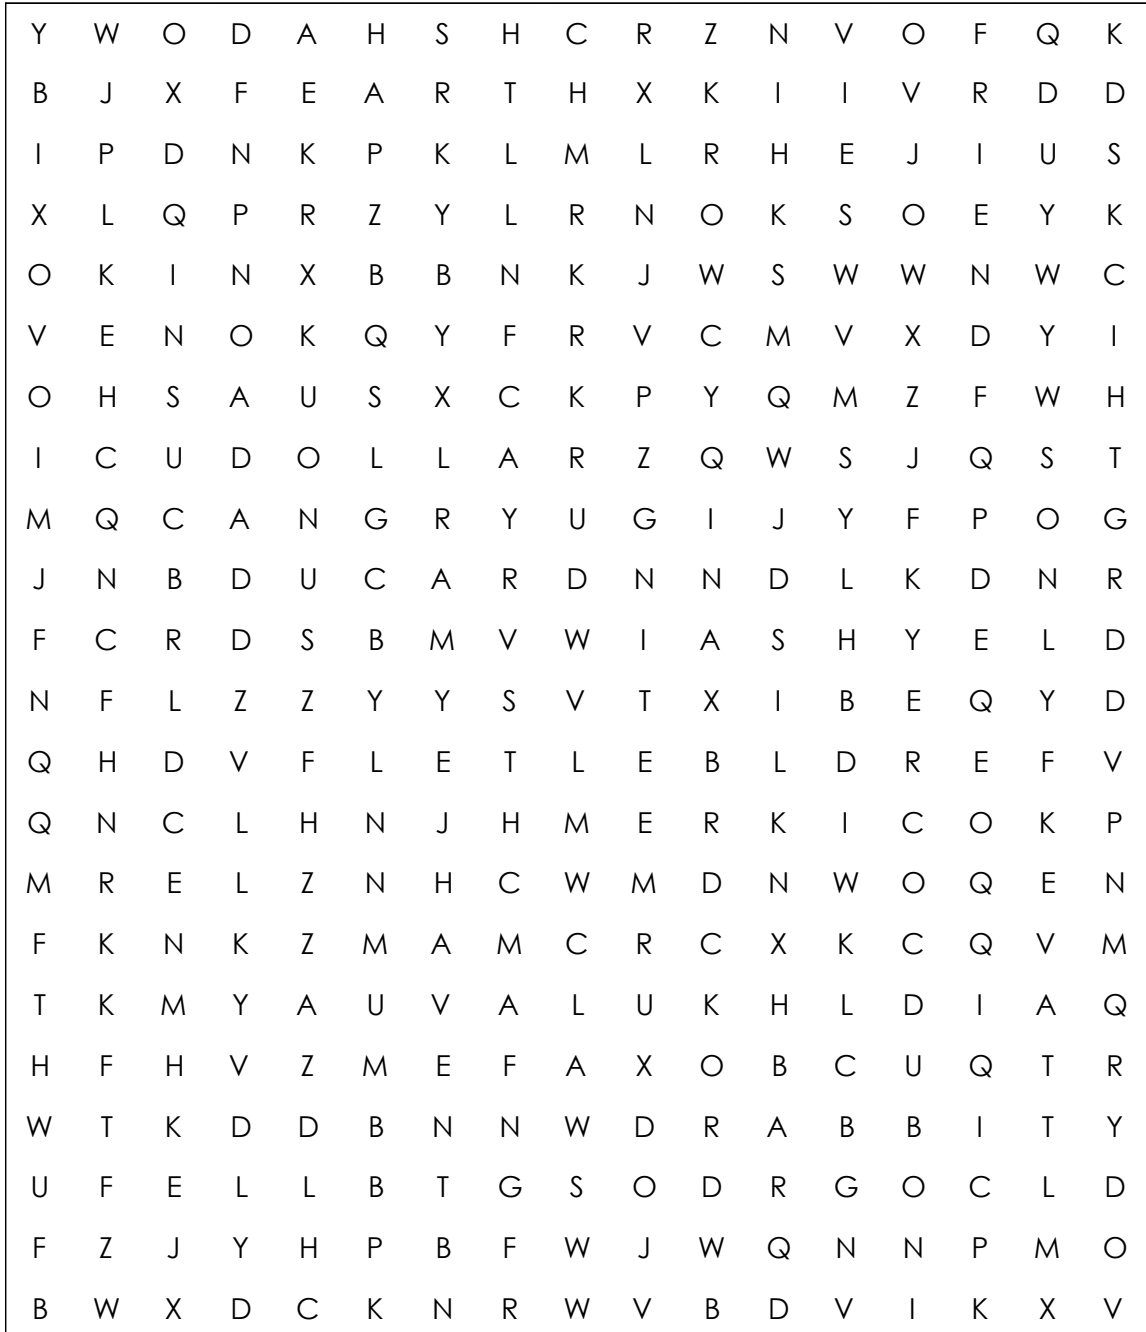 Y W O D A H S H C R Z N V O F Q K
B J X F E A R T H X K I I V R D D
I P D N K P K L M L R H E J I U S
X L Q P R Z Y L R N O K S O E Y K
O K I N X B B N K J W S W W N W C
V E N O K Q Y F R V C M V X D Y I
O H S A U S X C K P Y Q M Z F W H
I C U D O L L A R Z Q W S J Q S T
M Q C A N G R Y U G I J Y F P O G
J N B D U C A R D N N D L K D N R
F C R D S B M V W I A S H Y E L D
N F L Z Z Y Y S V T X I B E Q Y D
Q H D V F L E T L E B L D R E F V
Q N C L H N J H M E R K I C O K P
M R E L Z N H C W M D N W O Q E N
F K N K Z M A M C R C X K C Q V M
T K M Y A U V A L U K H L D I A Q
H F H V Z M E F A X O B C U Q T R
W T K D D B N N W D R A B B I T Y
U F E L L B T G S O D R G O C L D
F Z J Y H P B F W J W Q N N P M O
B W X D C K N R W V B D V I K X V